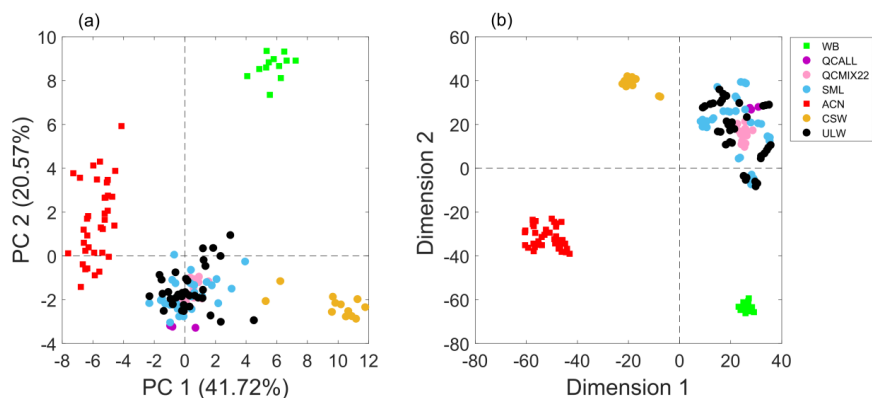 (a)
10
8
6
4
2
0
-2
-4
-6
-8 -6 -4 -2 0 2 4 6 8 10 12
PC 2 (20.57%)
PC 1 (41.72%)
(b)
60
40
20
0
-20
-40
-60
-80
-80 -60 -40 -20 0 20 40
Dimension 2
Dimension 1
WB
QCALL
QCMIX22
SML
ACN
CSW
ULW